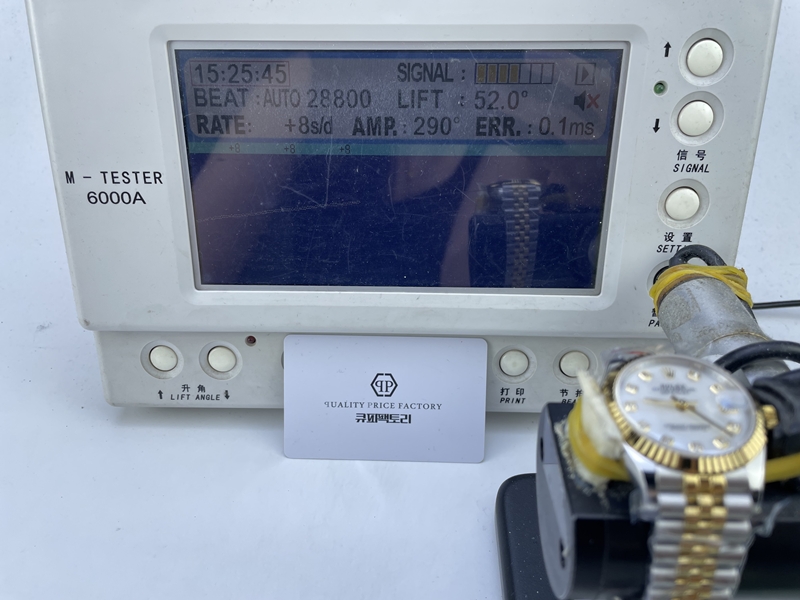 15:25:45 SIGNAL :
BEAT :AUTO 28800 LIFT : 52.0°
RATE: +8s/d AMP.: 290° ERR.: 0.1ms
+8 +8 +8
M - TESTER
6000A
信号
SIGNAL
设置
升角
LIFT ANGLE
打印
PRINT
QP
QUALITY PRICE FACTORY
큐피팩토리